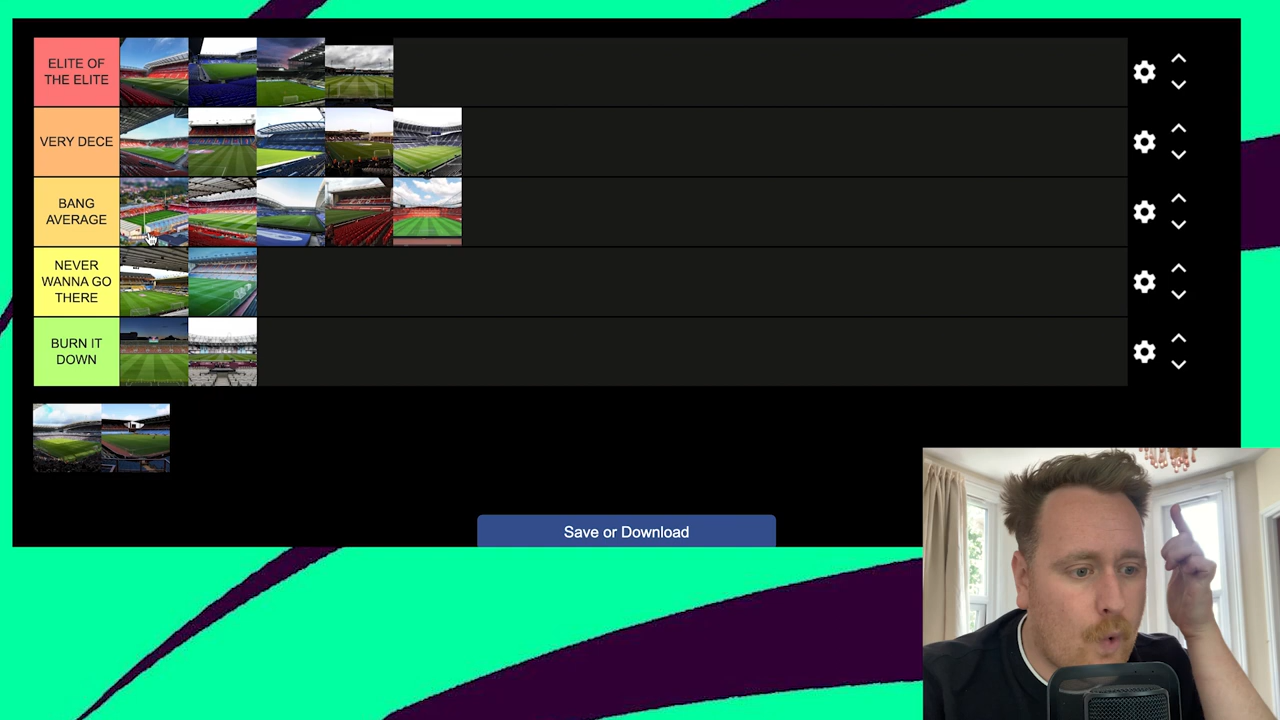 ELITE OF
THE ELITE
VERY DECE
BANG
AVERAGE
NEVER
WANNA GO
THERE
BURN IT
DOWN
Save or Download